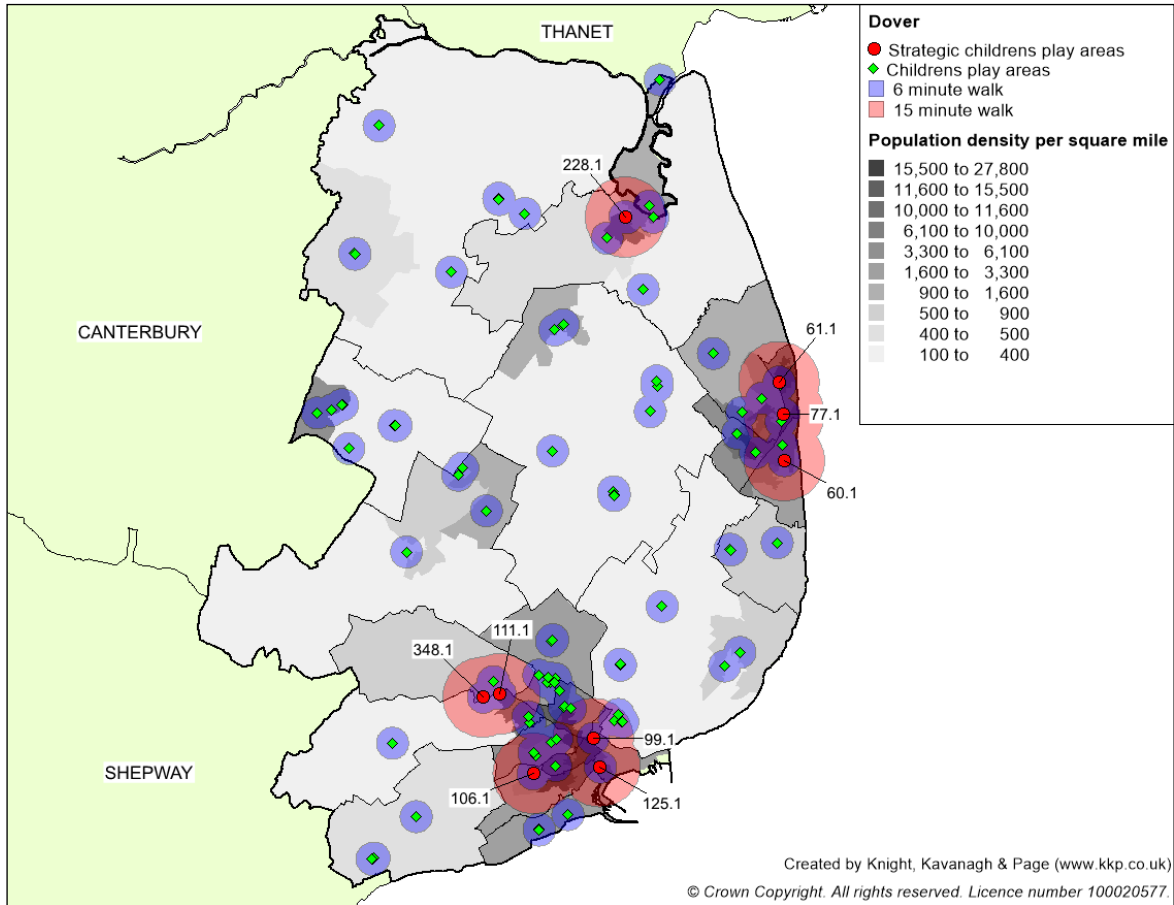 THANET
Dover
Strategic childrens play areas
Childrens play areas
6 minute walk
15 minute walk
Population density per square mile
15,500 to 27,800
11,600 to 15,500
10,000 to 11,600
6,100 to 10,000
3,300 to 6,100
1,600 to 3,300
900 to 1,600
500 to 900
400 to 500
100 to 400
228.1
CANTERBURY
61.1
77.1
60.1
111.1
348.1
99.1
SHEPWAY
106.1
125.1
Created by Knight, Kavanagh & Page (www.kkp.co.uk)
© Crown Copyright. All rights reserved. Licence number 100020577.